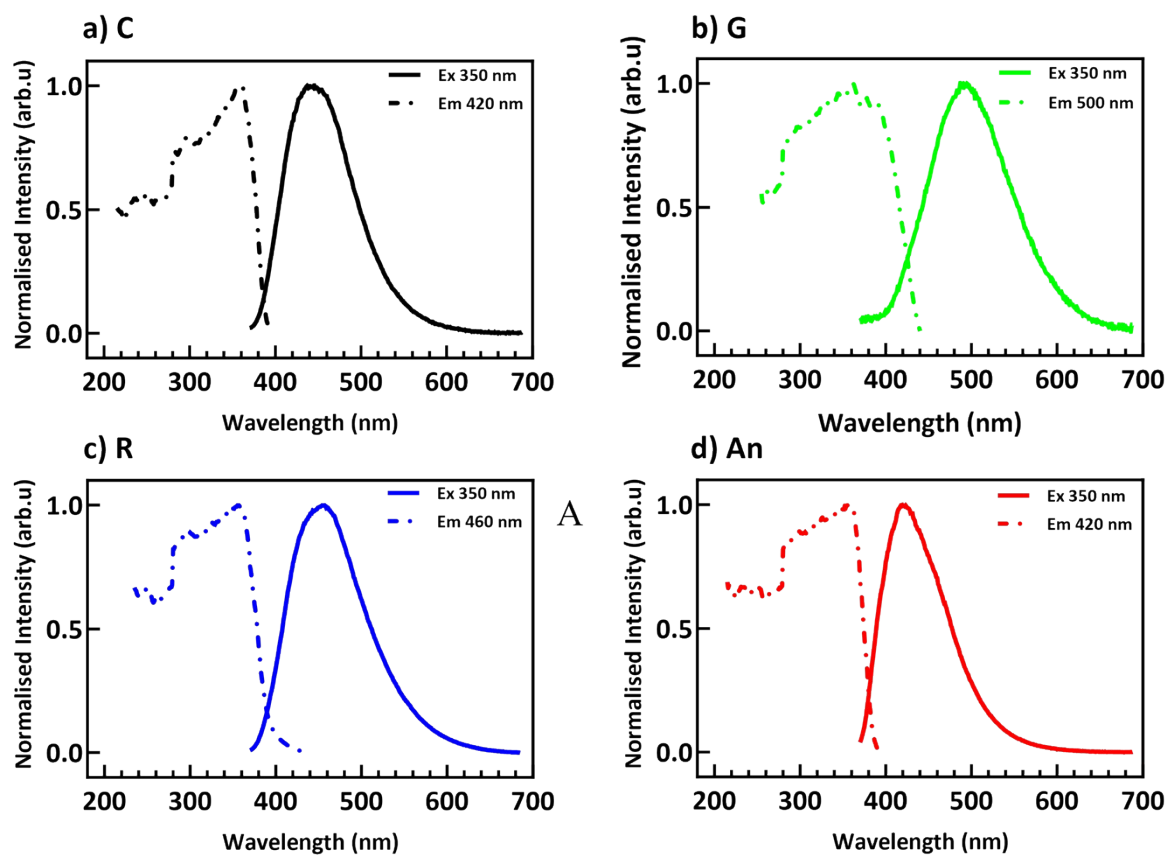 a) C
Normalised Intensity (arb.u)
1.0
0.5
0.0
Ex 350 nm
Em 420 nm
200 300 400 500 600 700
Wavelength (nm)
b) G
Normalised Intensity (arb.u)
1.0
0.5
0.0
Ex 350 nm
Em 500 nm
200 300 400 500 600 700
Wavelength (nm)
c) R
Normalised Intensity (arb.u)
1.0
0.5
0.0
Ex 350 nm
Em 460 nm
200 300 400 500 600 700
Wavelength (nm)
A
d) An
Normalised Intensity (arb.u)
1.0
0.5
0.0
Ex 350 nm
Em 420 nm
200 300 400 500 600 700
Wavelength (nm)